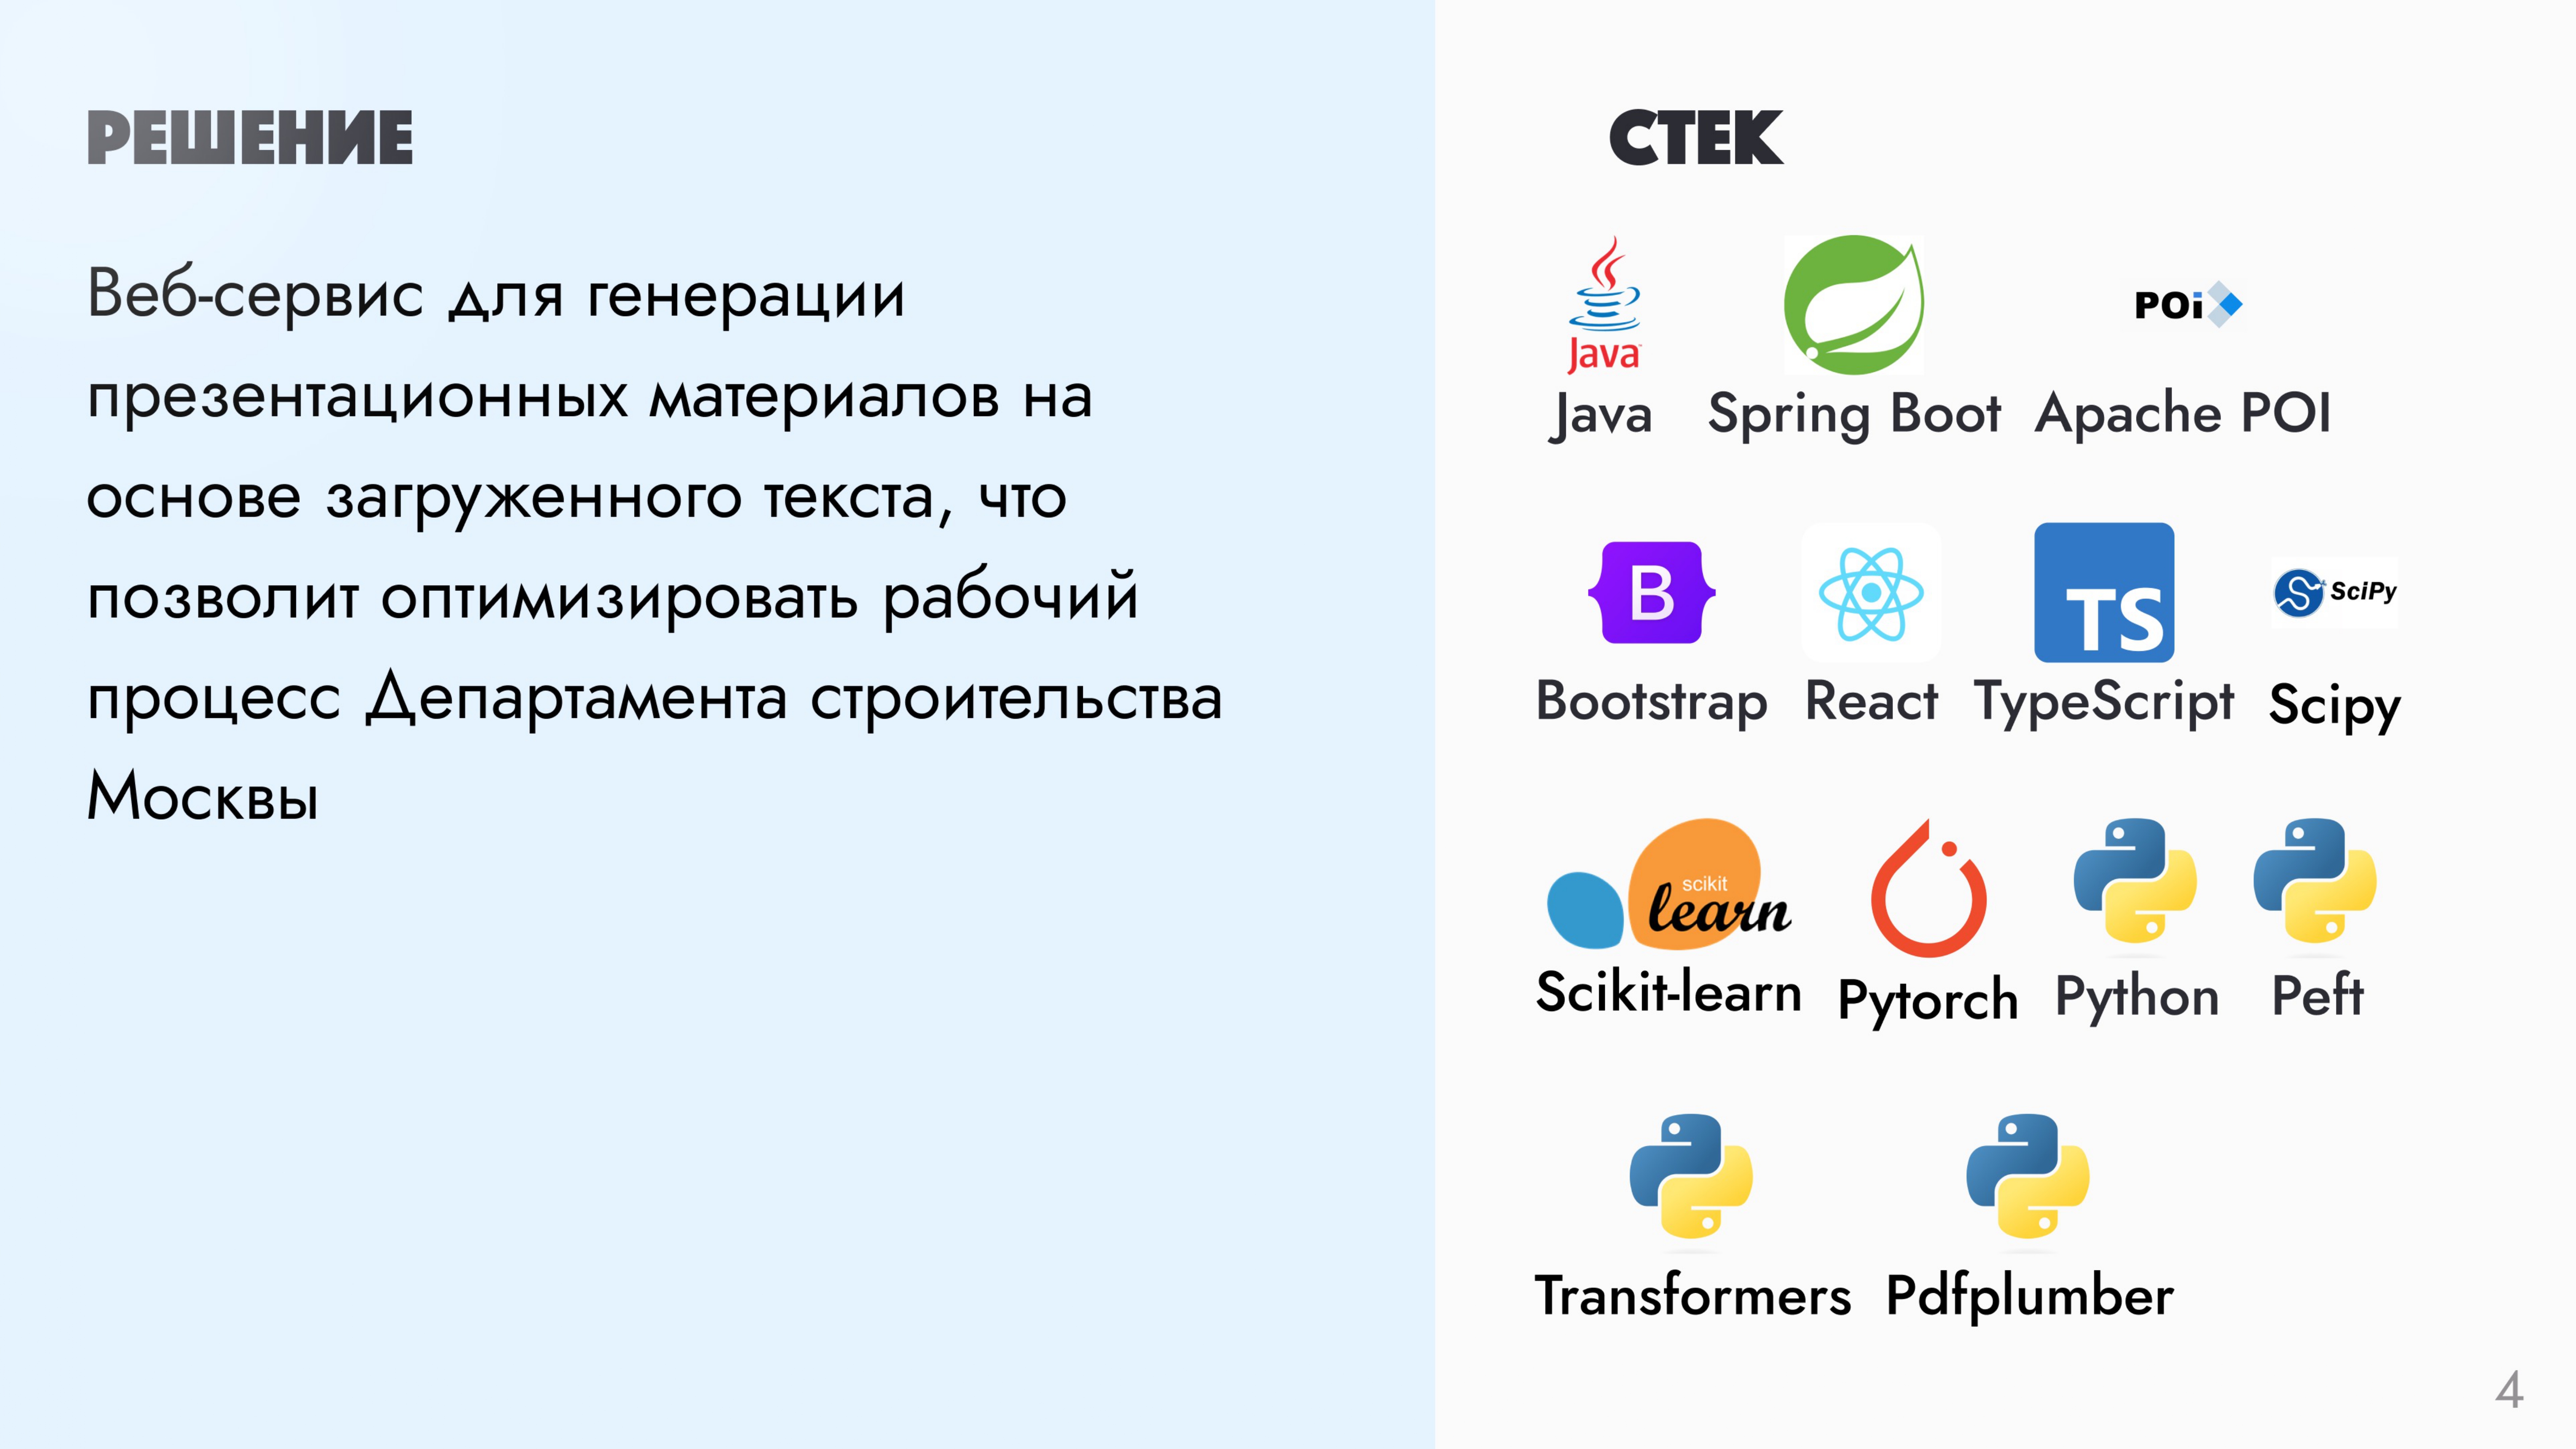 РЕШЕНИЕ
Веб-сервис для генерации
презентационных материалов на
основе загруженного текста, что
позволит оптимизировать рабочий
процесс Департамента строительства
Москвы
СТЕК
Java
POi
Java Spring Boot Apache POI
B
TS
SciPy
Bootstrap React TypeScript Scipy
scikit
learn
Scikit-learn Pytorch Python Peft
Transformers Pdfplumber
4